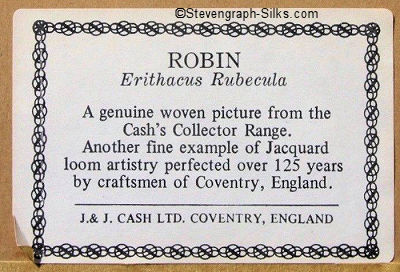 ©Stevengraph-Silks.com
ROBIN
Erithacus Rubecula
A genuine woven picture from the
Cash's Collector Range.
Another fine example of Jacquard
loom artistry perfected over 125 years
by craftsmen of Coventry, England.
J.& J. CASH LTD. COVENTRY, ENGLAND